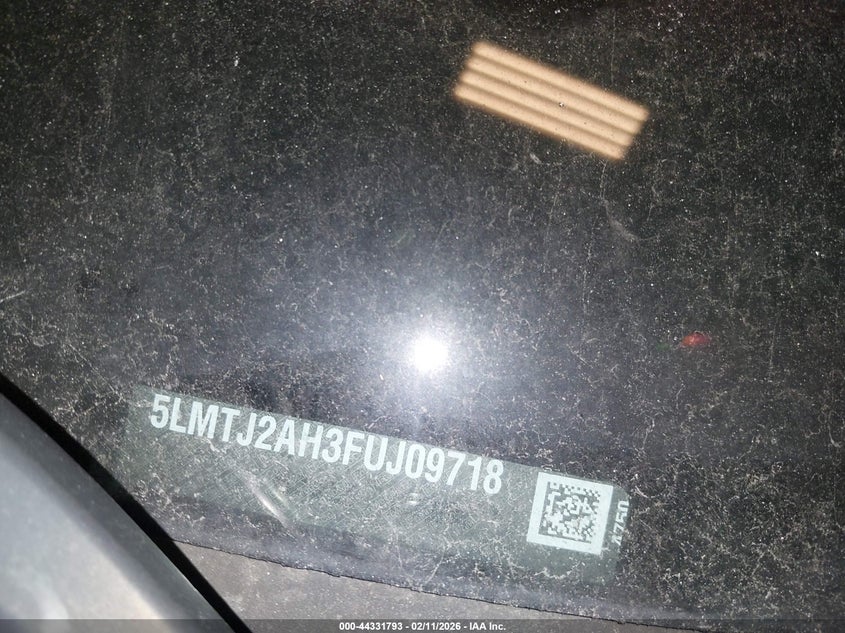 5LMTJ2AH3FUJ09718
000-44331793 - 02/11/2026 - IAA Inc.